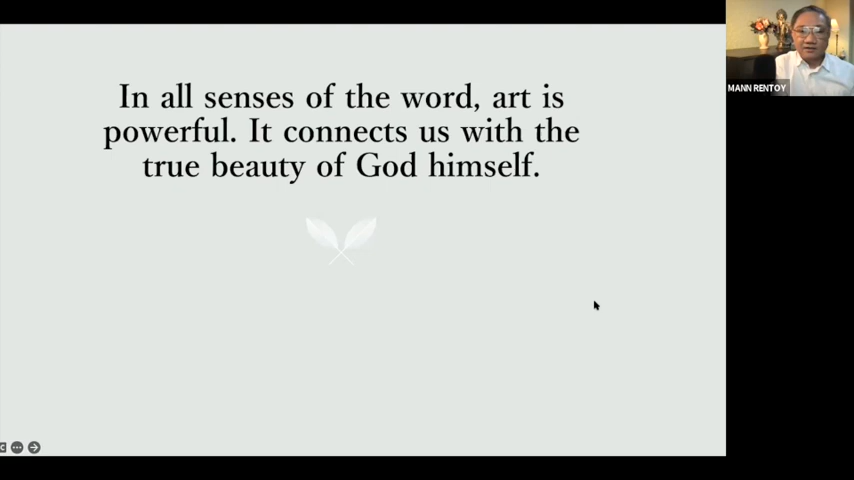 In all senses of the word, art is
powerful. It connects us with the
true beauty of God himself.
MANN RENTOY